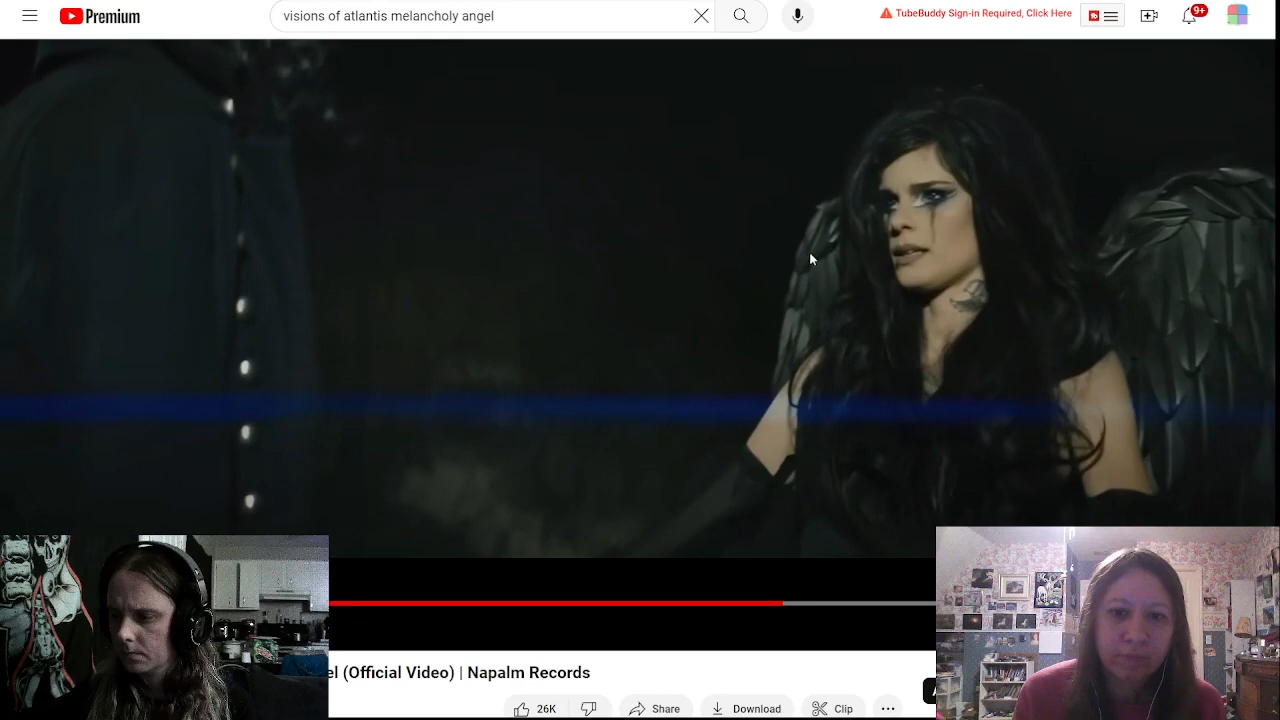 Premium
visions of atlantis melancholy angel
TubeBuddy Sign-in Required, Click Here
9+
el (Official Video) | Napalm Records
26K
Share
Download
Clip